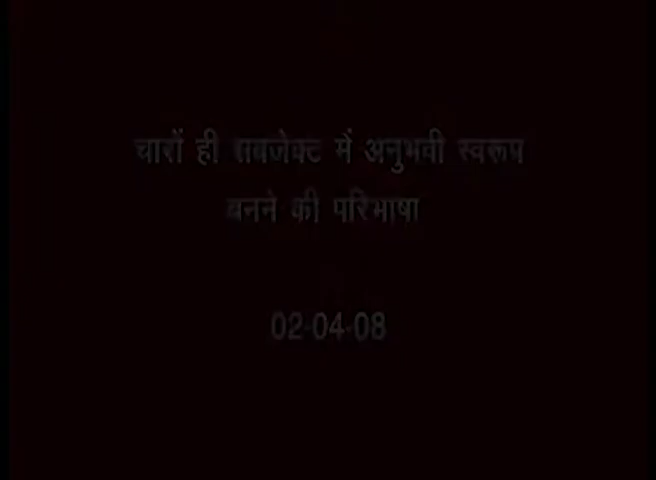 चारों ही सबजेक्ट में अनुभवी स्वरूप
बनने की परिभाषा
02-04-08